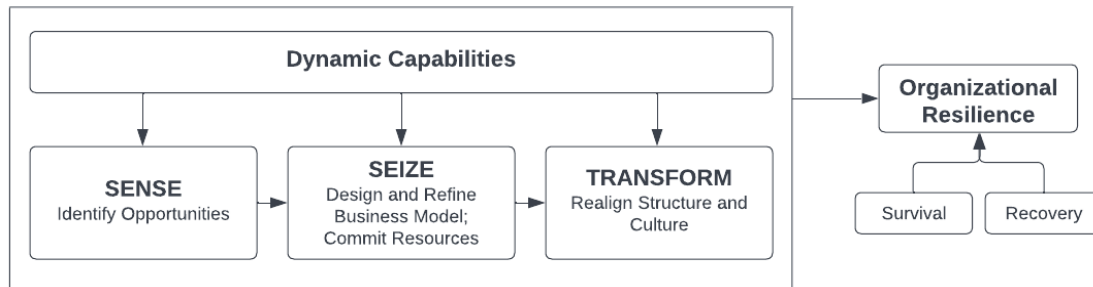 Dynamic Capabilities
SENSE
Identify Opportunities
SEIZE
Design and Refine
Business Model;
Commit Resources
TRANSFORM
Realign Structure and
Culture
Organizational
Resilience
Survival
Recovery